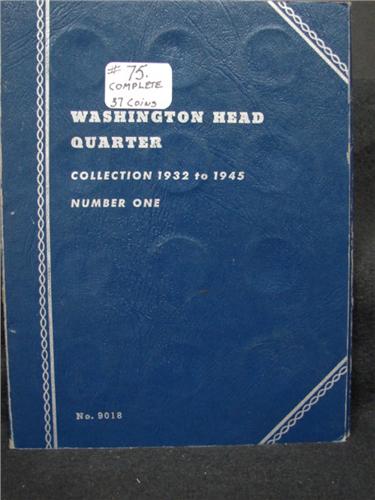 # 75.
COMPLETE
37 COINS
WASHINGTON HEAD
QUARTER
COLLECTION 1932 to 1945
NUMBER ONE
No. 9018